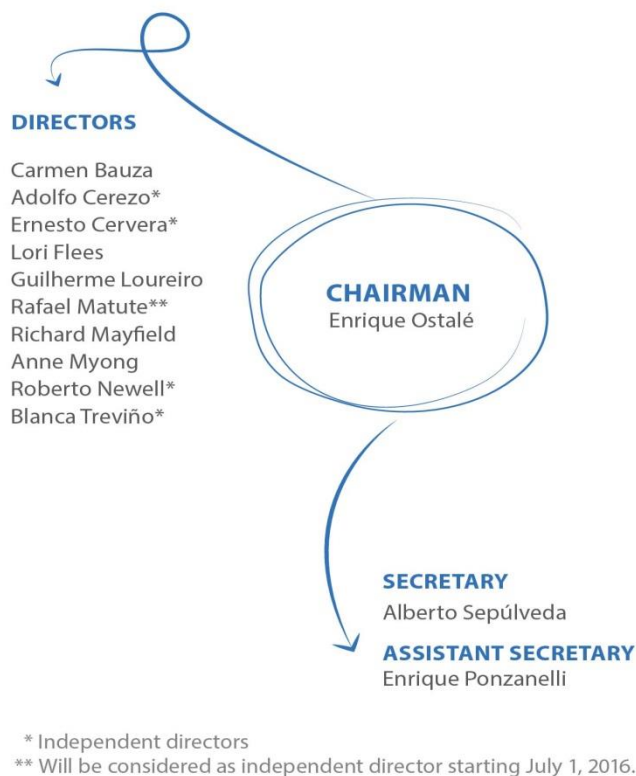 DIRECTORS
Carmen Bauza
Adolfo Cerezo*
Ernesto Cervera*
Lori Flees
Guilherme Loureiro
Rafael Matute**
Richard Mayfield
Anne Myong
Roberto Newell*
Blanca Treviño*
CHAIRMAN
Enrique Ostalé
SECRETARY
Alberto Sepúlveda
ASSISTANT SECRETARY
Enrique Ponzanelli
* Independent directors
** Will be considered as independent director starting July 1, 2016.